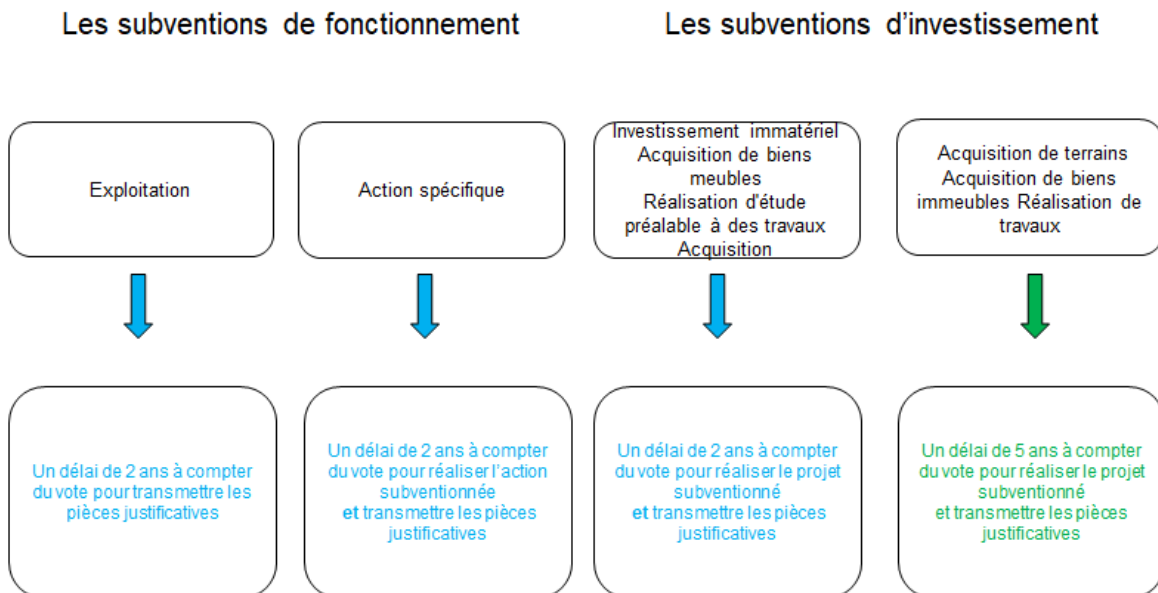 Les subventions de fonctionnement
Les subventions d'investissement
Exploitation
Action spécifique
Investissement immatériel
Acquisition de biens
meubles
Réalisation d'étude
préalable à des travaux
Acquisition
Acquisition de terrains
Acquisition de biens
immeubles Réalisation de
travaux
Un délai de 2 ans à compter
du vote pour transmettre les
pièces justificatives
Un délai de 2 ans à compter
du vote pour réaliser l'action
subventionnée
et transmettre les pièces
justificatives
Un délai de 2 ans à compter
du vote pour réaliser le projet
subventionné
et transmettre les pièces
justificatives
Un délai de 5 ans à compter
du vote pour réaliser le projet
subventionné
et transmettre les pièces
justificatives